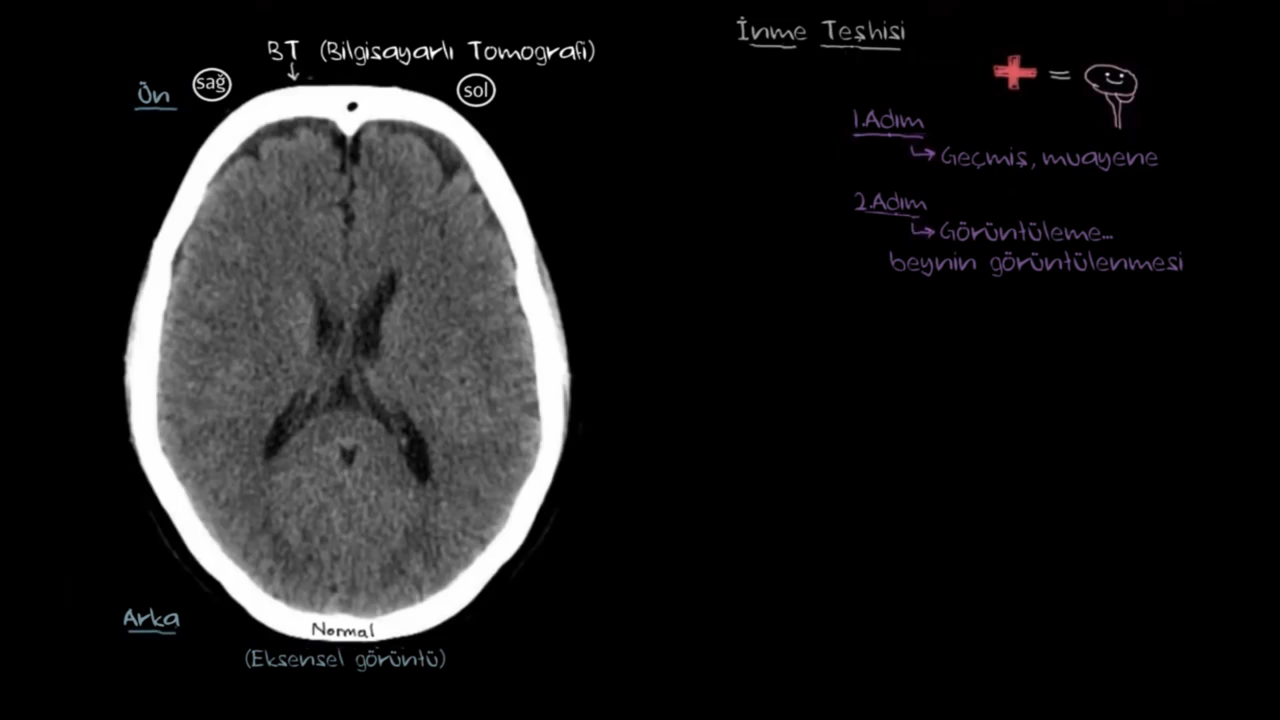 BT (Bilgisayarlı Tomografi)
sağ
sol
Ün
Arka
Normal
(Eksensel görüntü)
İnme Teşhisi
=
1.Adım
↳ Geçmiş, muayene
2.Adım
↳ Görüntüleme...
beynin görüntülenmesi